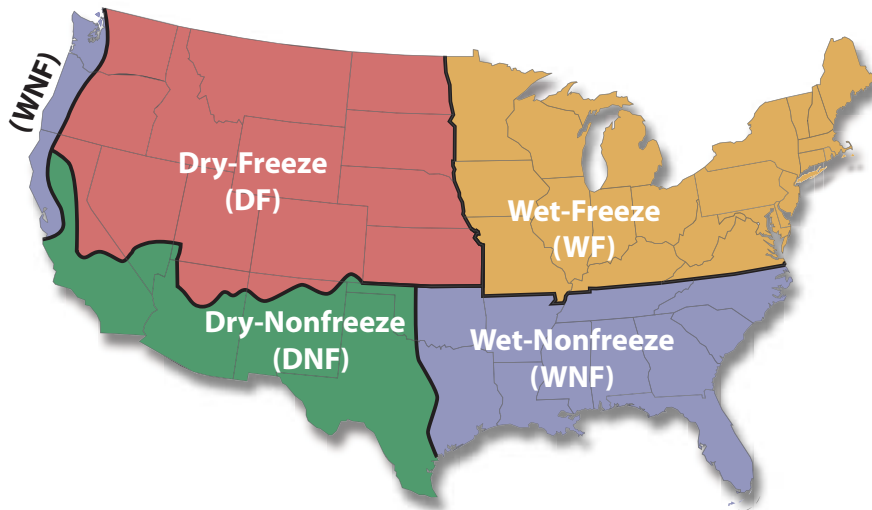 (WNF)
Dry-Freeze
(DF)
Wet-Freeze
(WF)
Dry-Nonfreeze
(DNF)
Wet-Nonfreeze
(WNF)